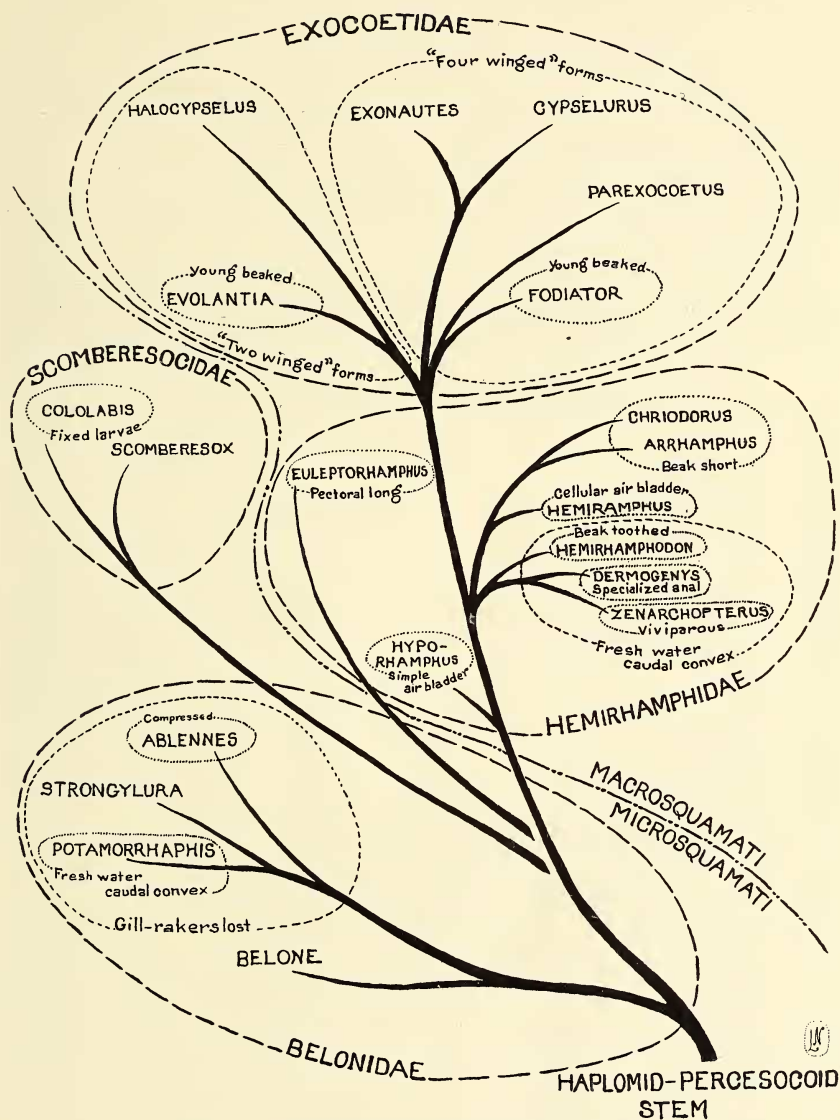 EXOCOETIDAE
"Four winged" forms
HALOCYPSELUS
EXONAUTES
CYPSELURUS
PAREXOCOETUS
Young beaked
EVOLANTIA
Young beaked
FODIATOR
"Two winged" forms
SCOMBERESOCIDAE
COLOLABIS
Fixed larvae
SCOMBERESOX
EULEPTORHAMPHUS
Pectoral long
CHRIODORUS
ARRHAMPHUS
Beak short
Cellular air bladder
HEMIRAMPHUS
Beak toothed
HEMIRHAMPHODON
DERMOGENYS
Specialized anal
ZENARCHOPTERUS
Viviparous
Fresh water
caudal convex
HYPO-
RHAMPHUS
Simple
air bladder
HEMIRHAMPHIDAE
MACROSQUAMATI
MICROSQUAMATI
Compressed
ABLENNES
STRONGYLURA
POTAMORRHAPHIS
Fresh water
caudal convex
Gill-rakers lost
BELONE
BELONIDAE
HAPLOMID-PERCESOCOID
STEM